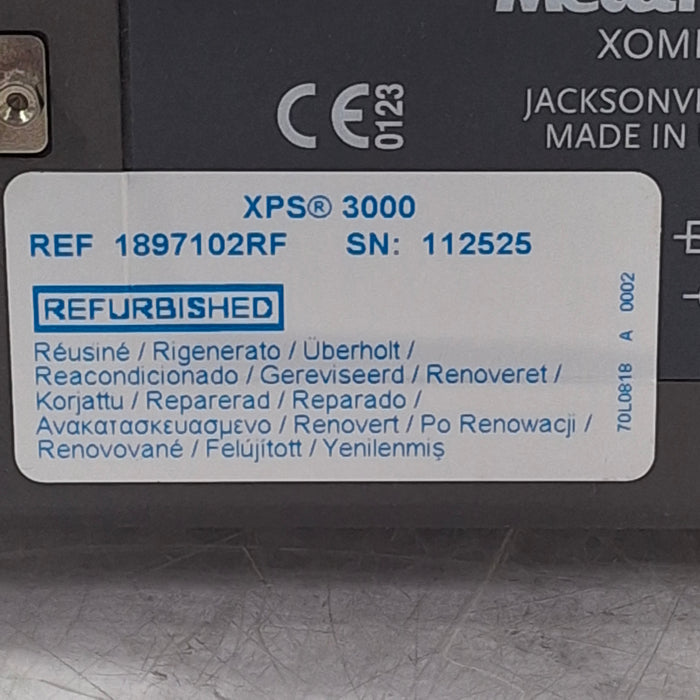 XOM
JACKSONV
MADE IN
CE 0123
XPS® 3000
REF 1897102RF SN: 112525
REFURBISHED
Réusiné / Rigenerato / Überholt /
Reacondicionado / Gereviseerd / Renoveret /
Korjattu / Reparerad / Reparado /
Ανακατασκευασμενο / Renovert / Po Renowacji /
Renovované / Felújított / Yenilenmiş
70L0818 A 0002